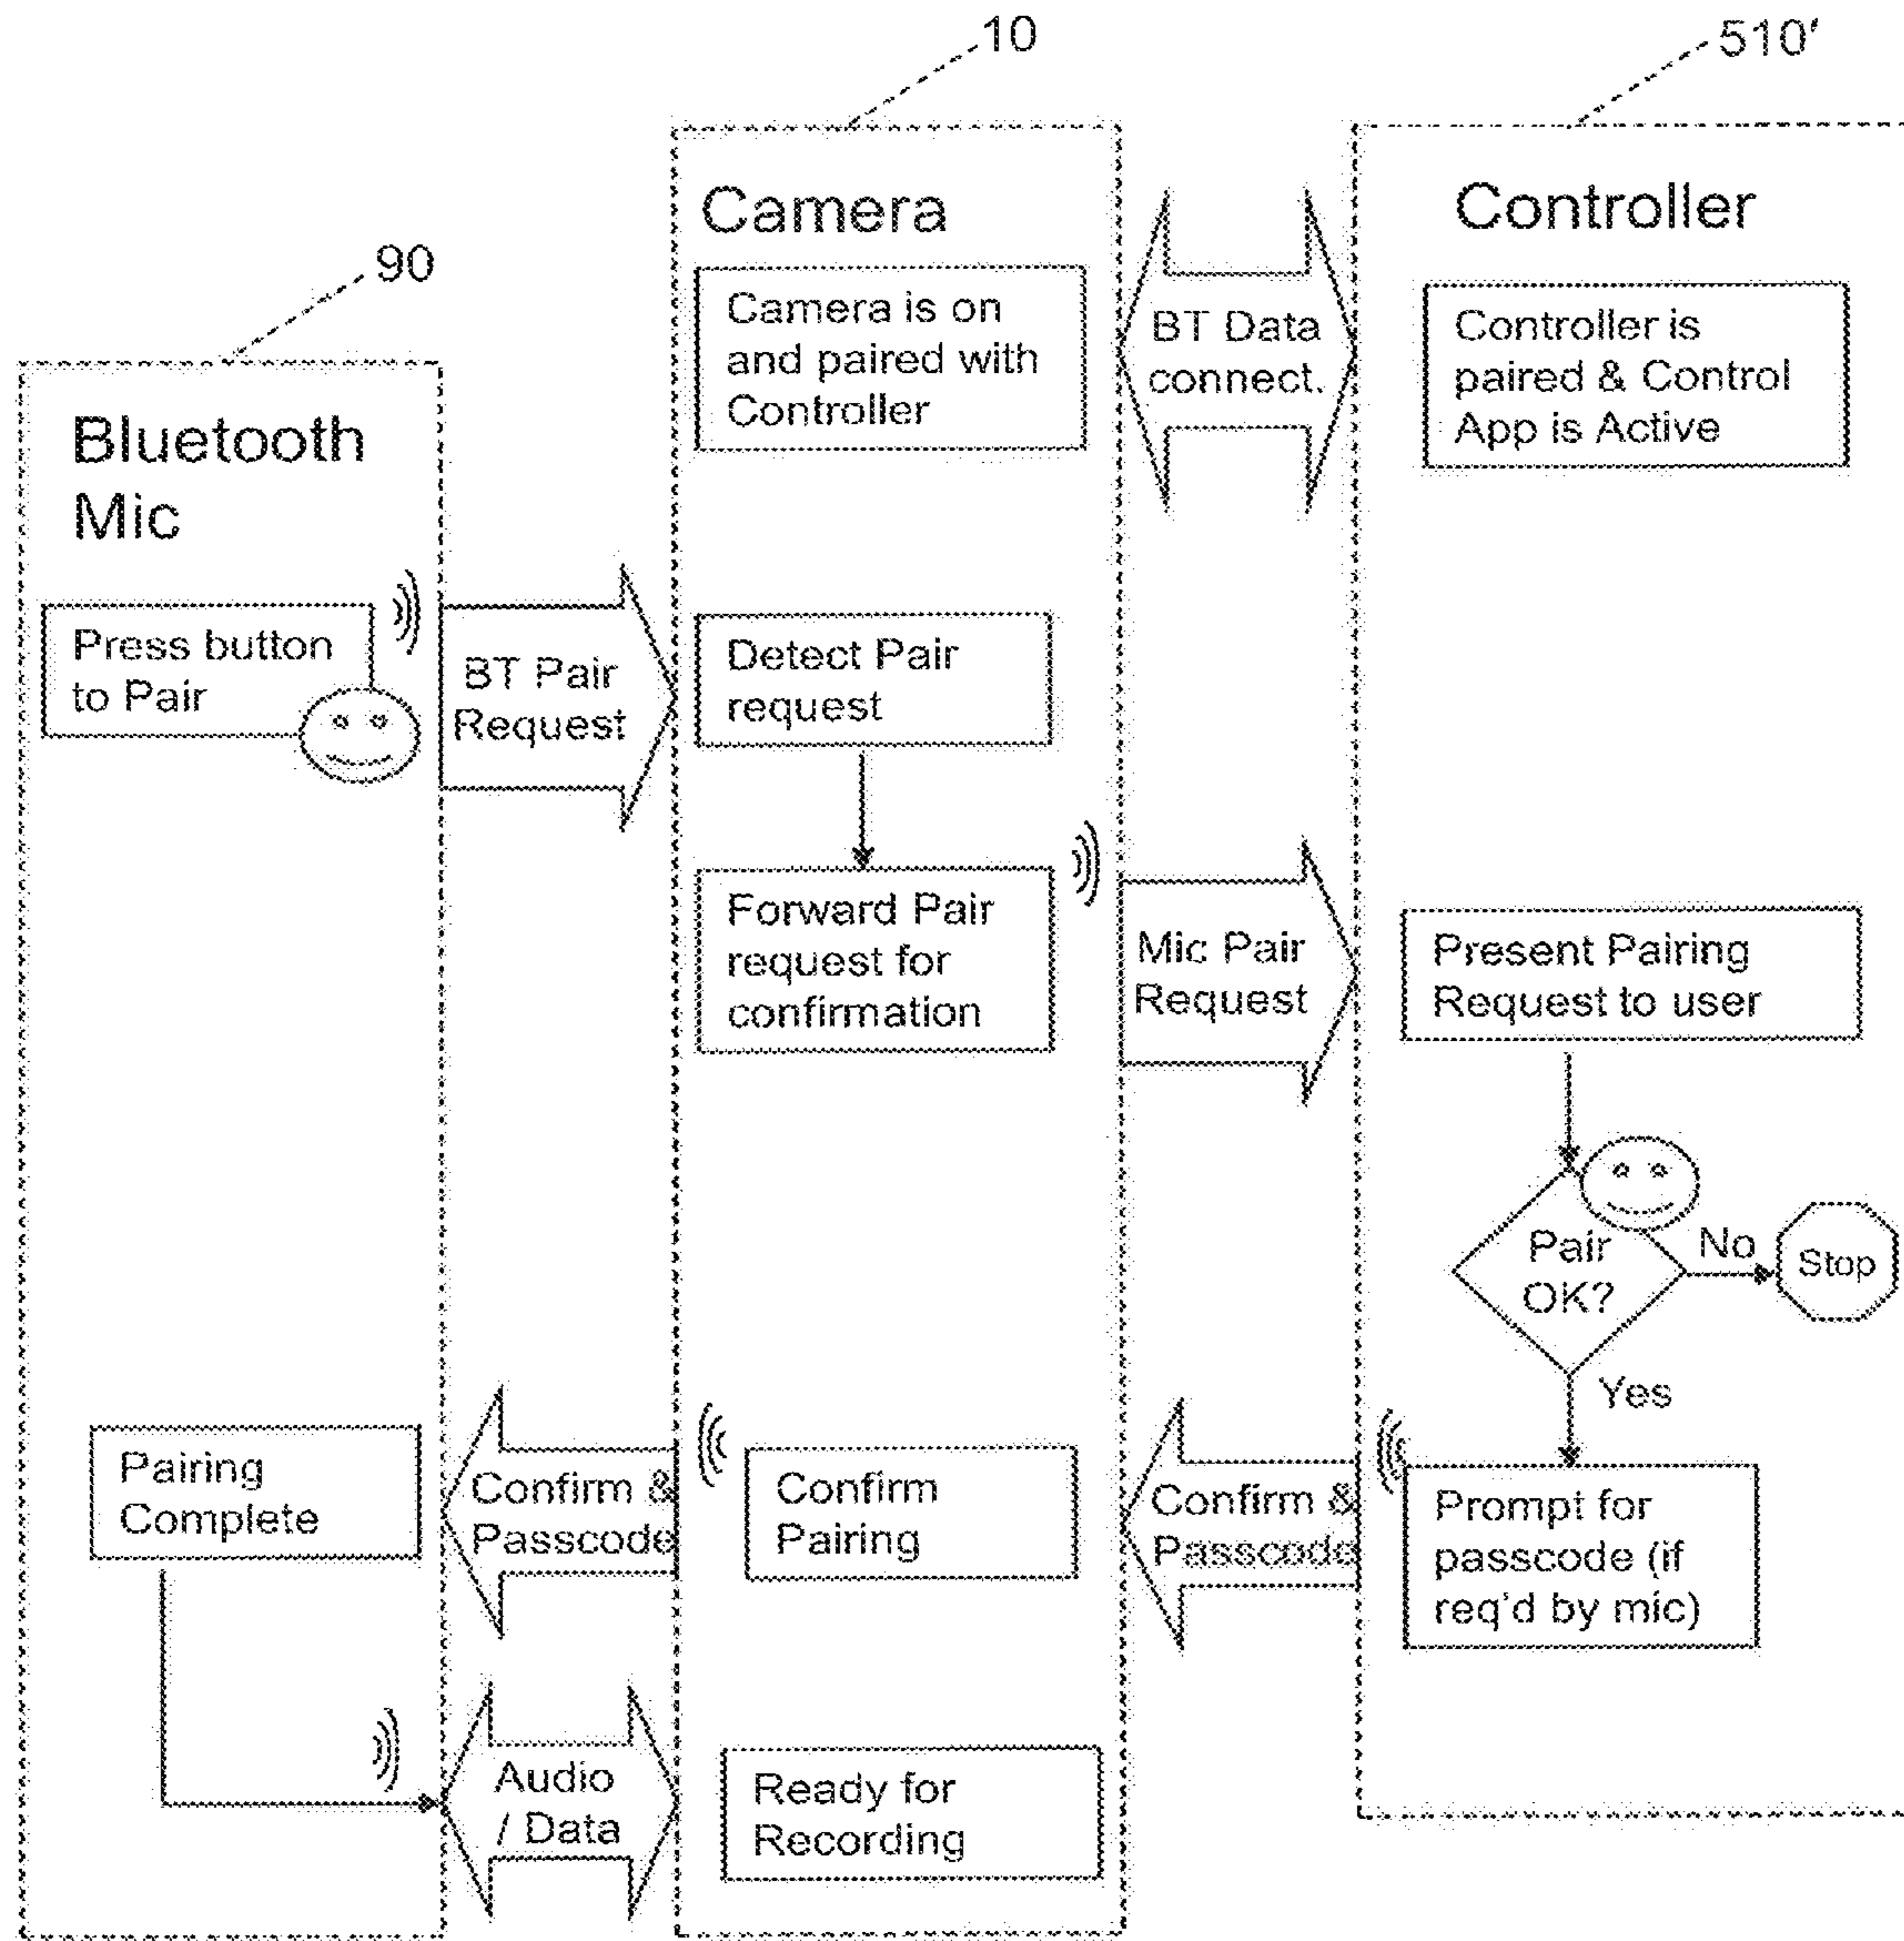 10
510'
90
Camera
Controller
Bluetooth
Mic
Camera is on
and paired with
Controller
BT Data
connect.
Controller is
paired & Control
App is Active
Press button
to Pair
BT Pair
Request
Detect Pair
request
Forward Pair
request for
confirmation
Mic Pair
Request
Present Pairing
Request to user
Pair
OK?
No
Stop
Yes
Pairing
Complete
Confirm &
Passcode
Confirm
Pairing
Confirm &
Passcode
Prompt for
passcode (if
req'd by mic)
Audio
/ Data
Ready for
Recording